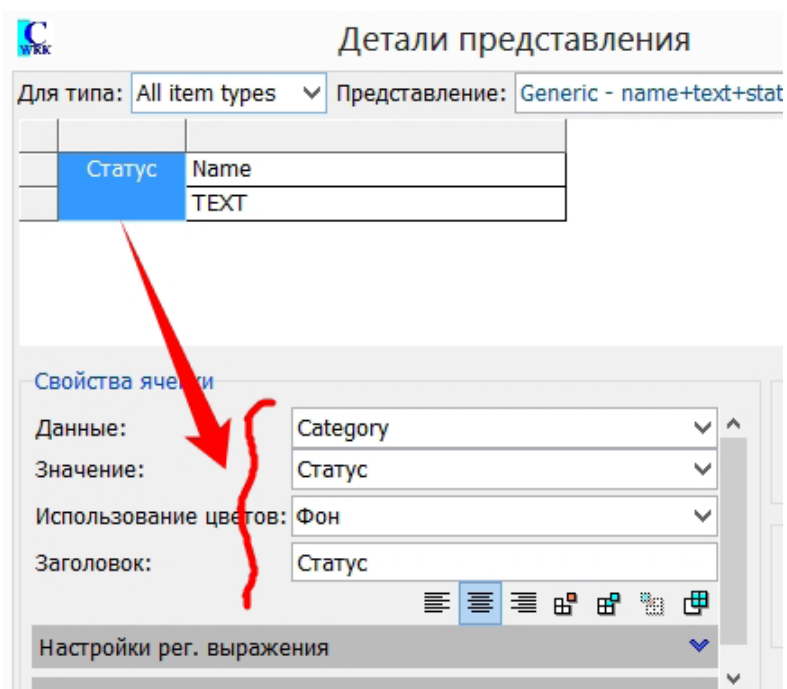 C
WRK
Детали представления
Для типа: All item types Представление: Generic - name+text+stat
Статус Name
TEXT
Свойства ячейки
Данные: Category
Значение: Статус
Использование цветов: Фон
Заголовок: Статус
Настройки рег. выражения